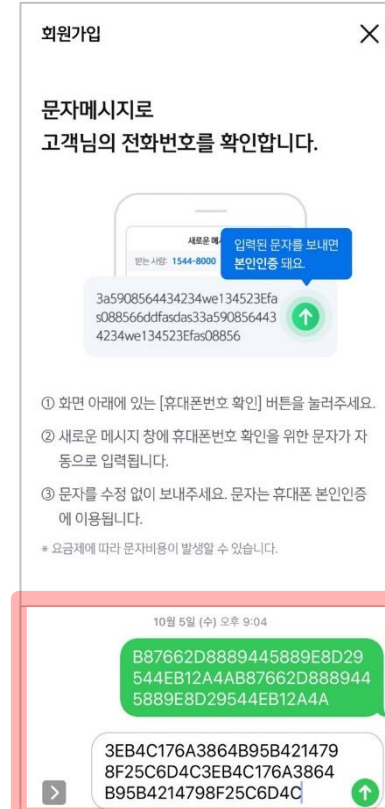 회원가입
문자메시지로
고객님의 전화번호를 확인합니다.
새로운 메
받는 사람: 1544-8000
입력된 문자를 보내면
본인인증 돼요.
3a5908564434234we134523Efa
s088566ddfasdas33a590856443
4234we134523Efas08856
① 화면 아래에 있는 [휴대폰번호 확인] 버튼을 눌러주세요.
② 새로운 메시지 창에 휴대폰번호 확인을 위한 문자가 자
동으로 입력됩니다.
③ 문자를 수정 없이 보내주세요. 문자는 휴대폰 본인인증
에 이용됩니다.
* 요금제에 따라 문자비용이 발생할 수 있습니다.
10월 5일 (수) 오후 9:04
B87662D8889445889E8D29
544EB12A4AB87662D888944
5889E8D29544EB12A4A
3EB4C176A3864B95B421479
8F25C6D4C3EB4C176A3864
B95B4214798F25C6D4C